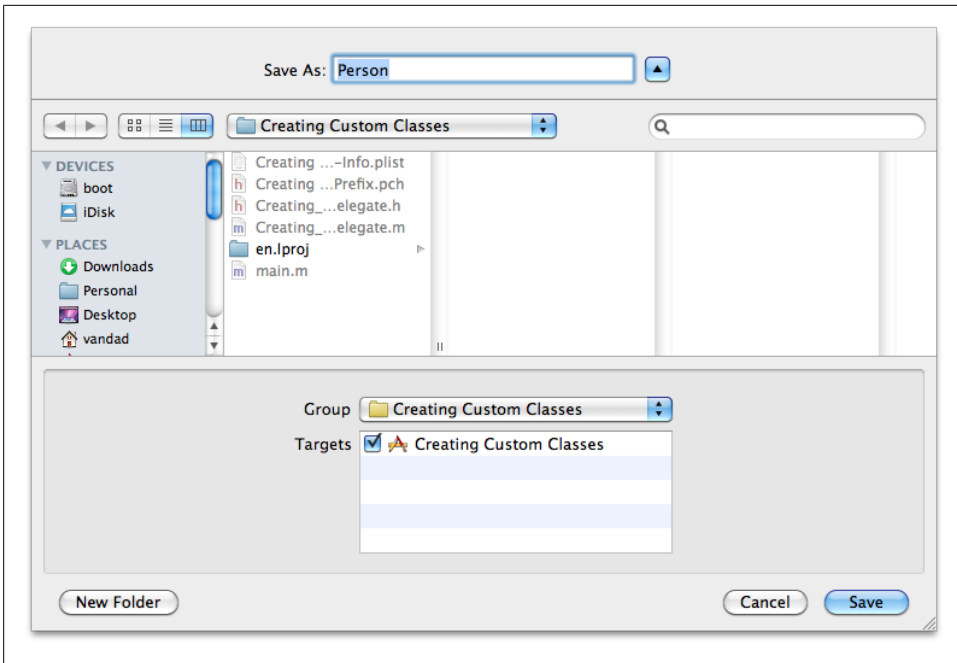 Save As: Person
Creating Custom Classes
DEVICES
boot
iDisk
PLACES
Downloads
Personal
Desktop
vandad
Creating ...-Info.plist
h Creating ...Prefix.pch
h Creating_...elegate.h
m Creating_...elegate.m
en.lproj
m main.m
Group Creating Custom Classes
Targets Creating Custom Classes
New Folder Cancel Save